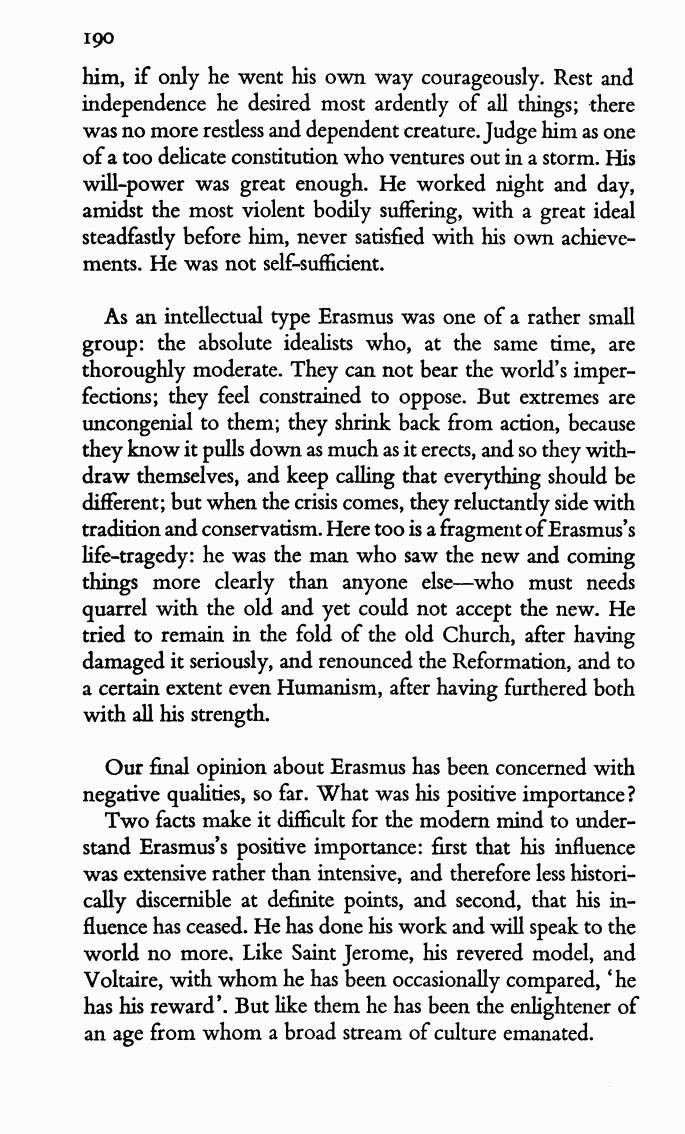 190
him, if only he went his own way courageously. Rest and
independence he desired most ardently of all things; there
was no more restless and dependent creature. Judge him as one
of a too delicate constitution who ventures out in a storm. His
will-power was great enough. He worked night and day,
amidst the most violent bodily suffering, with a great ideal
steadfastly before him, never satisfied with his own achieve-
ments. He was not self-sufficient.
As an intellectual type Erasmus was one of a rather small
group: the absolute idealists who, at the same time, are
thoroughly moderate. They can not bear the world's imper-
fections; they feel constrained to oppose. But extremes are
uncongenial to them; they shrink back from action, because
they know it pulls down as much as it erects, and so they with-
draw themselves, and keep calling that everything should be
different; but when the crisis comes, they reluctantly side with
tradition and conservatism. Here too is a fragment of Erasmus's
life-tragedy: he was the man who saw the new and coming
things more clearly than anyone else—who must needs
quarrel with the old and yet could not accept the new. He
tried to remain in the fold of the old Church, after having
damaged it seriously, and renounced the Reformation, and to
a certain extent even Humanism, after having furthered both
with all his strength.
Our final opinion about Erasmus has been concerned with
negative qualities, so far. What was his positive importance?
Two facts make it difficult for the modern mind to under-
stand Erasmus's positive importance: first that his influence
was extensive rather than intensive, and therefore less histori-
cally discernible at definite points, and second, that his in-
fluence has ceased. He has done his work and will speak to the
world no more. Like Saint Jerome, his revered model, and
Voltaire, with whom he has been occasionally compared, 'he
has his reward'. But like them he has been the enlightener of
an age from whom a broad stream of culture emanated.